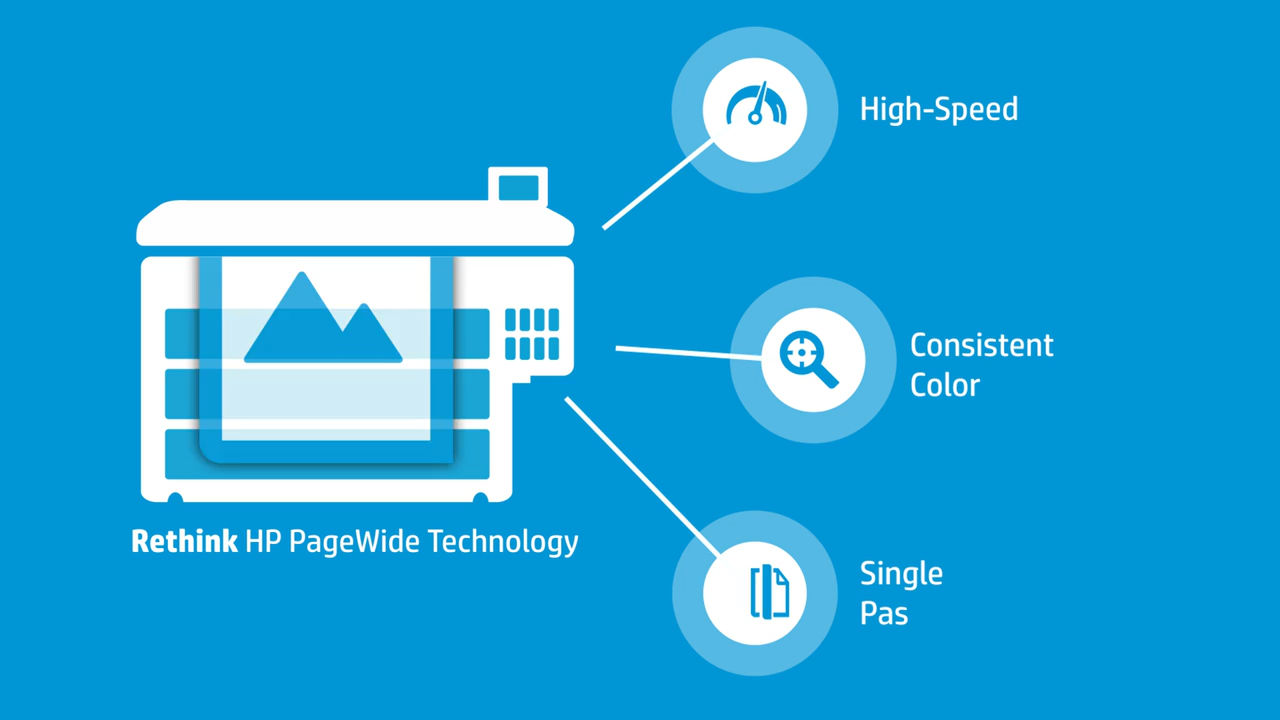 High-Speed
Consistent
Color
Rethink HP PageWide Technology
Single
Pas